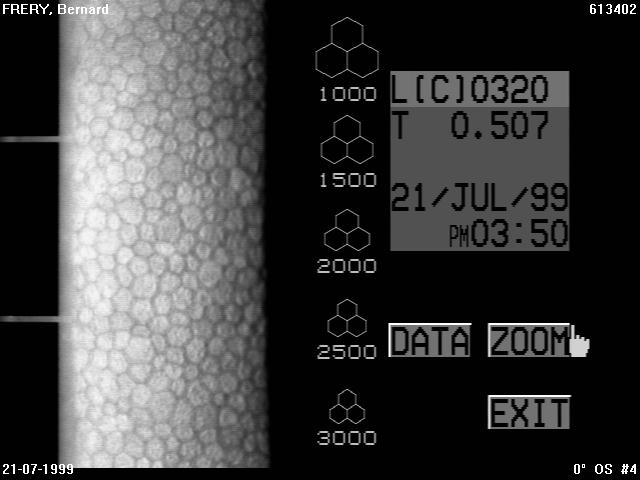 FRERY, Bernard
613402
1000
1500
2000
2500
3000
L(C)0320
T 0.507
21/JUL/99
PM03:50
DATA
ZOOM
EXIT
21-07-1999
0° OS #4